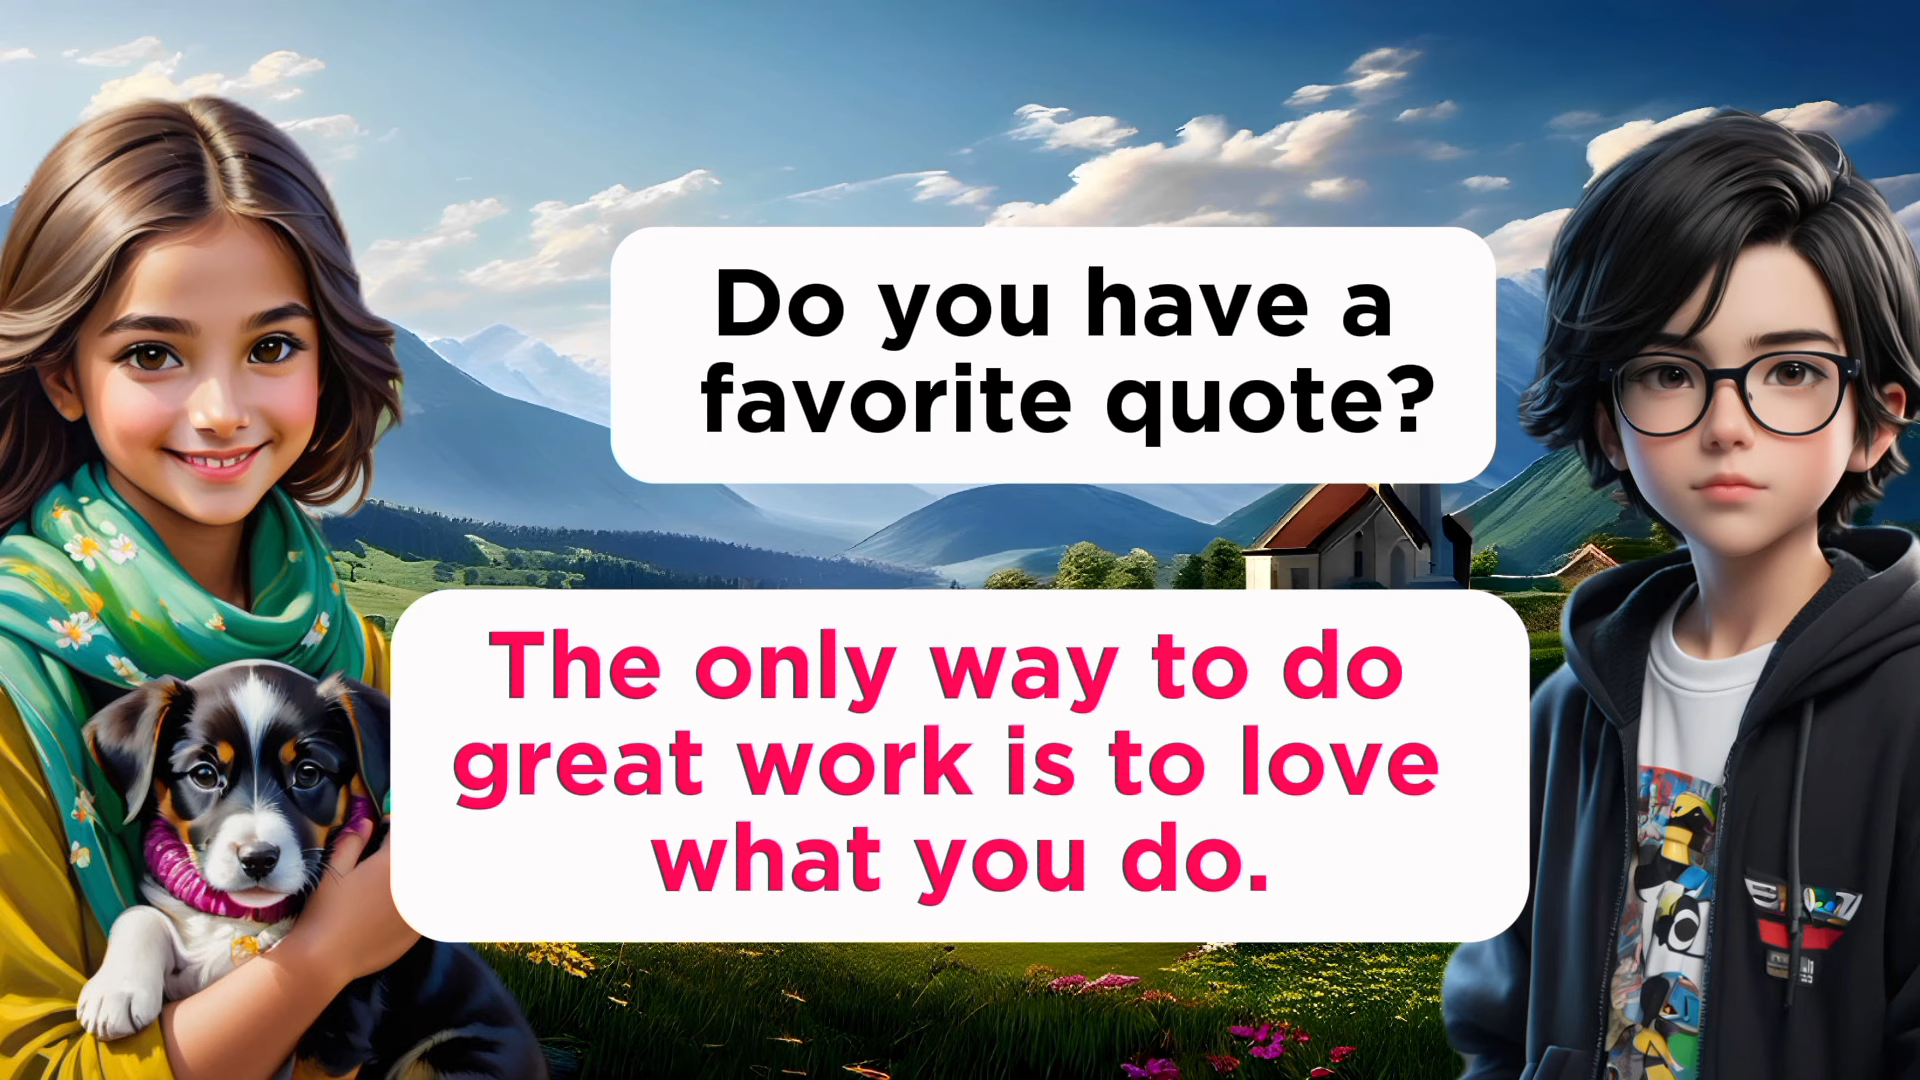 Do you have a
favorite quote?
The only way to do
great work is to love
what you do.